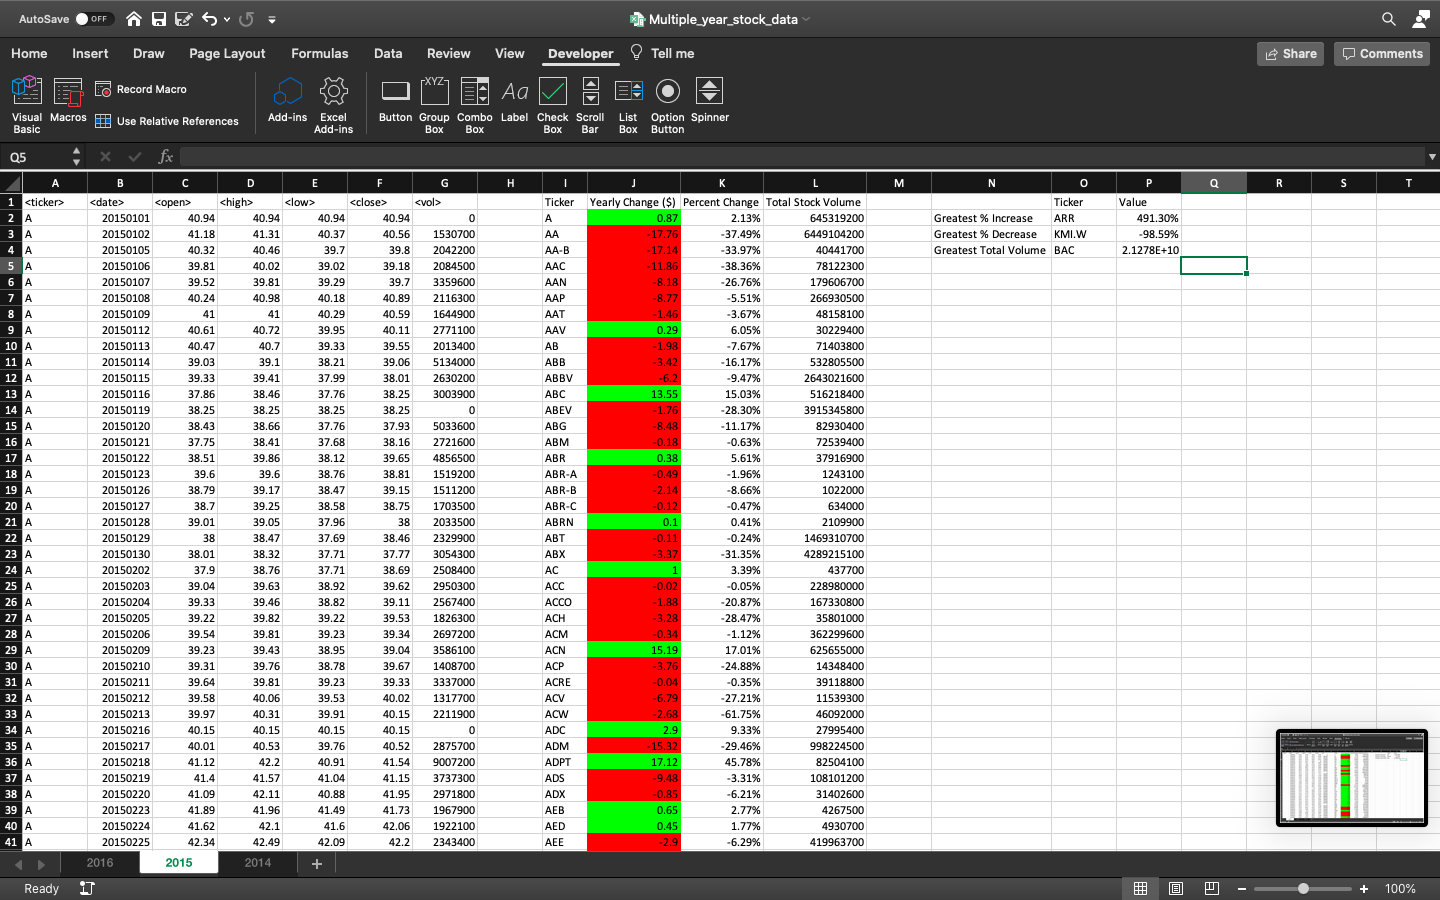 AutoSave OFF
Multiple_year_stock_data
Home Insert Draw Page Layout Formulas Data Review View Developer Tell me Share Comments
Visual Basic Macros Record Macro Use Relative References Add-ins Excel Add-ins Button Group Box Combo Box Label Check Box Scroll Bar List Box Option Button Spinner
XYZ Aa
Q5 fx
A B C D E F G H I J K L M N O P Q R S T
1 <ticker> <date> <open> <high> <low> <close> <vol> Ticker Yearly Change ($) Percent Change Total Stock Volume Ticker Value
2 A 20150101 40.94 40.94 40.94 40.94 0 A 0.87 2.13% 645319200 Greatest % Increase ARR 491.30%
3 A 20150102 41.18 41.31 40.37 40.56 1530700 AA -17.76 -37.49% 6449104200 Greatest % Decrease KMI.W -98.59%
4 A 20150105 40.32 40.46 39.7 39.8 2042200 AA-B -17.14 -33.97% 40441700 Greatest Total Volume BAC 2.1278E+10
5 A 20150106 39.81 40.02 39.02 39.18 2084500 AAC -11.86 -38.36% 78122300
6 A 20150107 39.52 39.81 39.29 39.7 3359600 AAN -8.18 -26.76% 179606700
7 A 20150108 40.24 40.98 40.18 40.89 2116300 AAP -8.77 -5.51% 266930500
8 A 20150109 41 41 40.29 40.59 1644900 AAT -1.46 -3.67% 48158100
9 A 20150112 40.61 40.72 39.95 40.11 2771100 AAV 0.29 6.05% 30229400
10 A 20150113 40.47 40.7 39.33 39.55 2013400 AB -1.98 -7.67% 71403800
11 A 20150114 39.03 39.1 38.21 39.06 5134000 ABB -3.42 -16.17% 532805500
12 A 20150115 39.33 39.41 37.99 38.01 2630200 ABBV -6.2 -9.47% 2643021600
13 A 20150116 37.86 38.46 37.76 38.25 3003900 ABC 13.55 15.03% 516218400
14 A 20150119 38.25 38.25 38.25 38.25 0 ABEV -1.76 -28.30% 3915345800
15 A 20150120 38.43 38.66 37.76 37.93 5033600 ABG -8.48 -11.17% 82930400
16 A 20150121 37.75 38.41 37.68 38.16 2721600 ABM -0.18 -0.63% 72539400
17 A 20150122 38.51 39.86 38.12 39.65 4856500 ABR 0.38 5.61% 37916900
18 A 20150123 39.6 39.6 38.76 38.81 1519200 ABR-A -0.49 -1.96% 1243100
19 A 20150126 38.79 39.17 38.47 39.15 1511200 ABR-B -2.14 -8.66% 1022000
20 A 20150127 38.7 39.25 38.58 38.75 1703500 ABR-C -0.12 -0.47% 634000
21 A 20150128 39.01 39.05 37.96 38 2033500 ABRN 0.1 0.41% 2109900
22 A 20150129 38 38.47 37.69 38.46 2329900 ABT -0.11 -0.24% 1469310700
23 A 20150130 38.01 38.32 37.71 37.77 3054300 ABX -3.37 -31.35% 4289215100
24 A 20150202 37.9 38.76 37.71 38.69 2508400 AC 1 3.39% 437700
25 A 20150203 39.04 39.63 38.92 39.62 2950300 ACC -0.02 -0.05% 228980000
26 A 20150204 39.33 39.46 38.82 39.11 2567400 ACCO -1.88 -20.87% 167330800
27 A 20150205 39.22 39.82 39.22 39.53 1826300 ACH -3.28 -28.47% 35801000
28 A 20150206 39.54 39.81 39.23 39.34 2697200 ACM -0.34 -1.12% 362299600
29 A 20150209 39.23 39.43 38.95 39.04 3586100 ACN 15.19 17.01% 625655000
30 A 20150210 39.31 39.76 38.78 39.67 1408700 ACP -3.76 -24.88% 14348400
31 A 20150211 39.64 39.81 39.23 39.33 3337000 ACRE -0.04 -0.35% 39118800
32 A 20150212 39.58 40.06 39.53 40.02 1317700 ACV -6.79 -27.21% 11539300
33 A 20150213 39.97 40.31 39.91 40.15 2211900 ACW -2.68 -61.75% 46092000
34 A 20150216 40.15 40.15 40.15 40.15 0 ADC 2.9 9.33% 27995400
35 A 20150217 40.01 40.53 39.76 40.52 2875700 ADM -15.32 -29.46% 998224500
36 A 20150218 41.12 42.2 40.91 41.54 9007200 ADPT 17.12 45.78% 82504100
37 A 20150219 41.4 41.57 41.04 41.15 3737300 ADS -9.48 -3.31% 108101200
38 A 20150220 41.09 42.11 40.88 41.95 2971800 ADX -0.85 -6.21% 31402600
39 A 20150223 41.89 41.96 41.49 41.73 1967900 AEB 0.65 2.77% 4267500
40 A 20150224 41.62 42.1 41.6 42.06 1922100 AED 0.45 1.77% 4930700
41 A 20150225 42.34 42.49 42.09 42.2 2343400 AEE -2.9 -6.29% 419963700
2016 2015 2014 +
Ready 100%